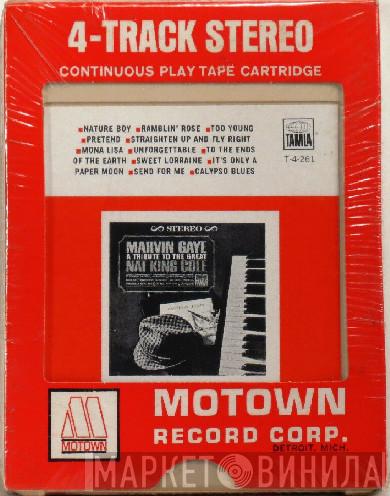 4-TRACK STEREO
CONTINUOUS PLAY TAPE CARTRIDGE
■NATURE BOY ■RAMBLIN' ROSE ■TOO YOUNG
■PRETEND ■STRAIGHTEN UP AND FLY RIGHT
■MONA LISA ■UNFORGETTABLE ■TO THE ENDS
OF THE EARTH ■SWEET LORRAINE ■IT'S ONLY A
PAPER MOON ■SEND FOR ME ■CALYPSO BLUES
TAMLA
T-4-261
STEREO
MARVIN GAYE
A TRIBUTE TO THE GREAT
NAT KING COLE
MOTOWN
MOTOWN
RECORD CORP.
DETROIT, MICH.
МАРКЕТВИНИЛА